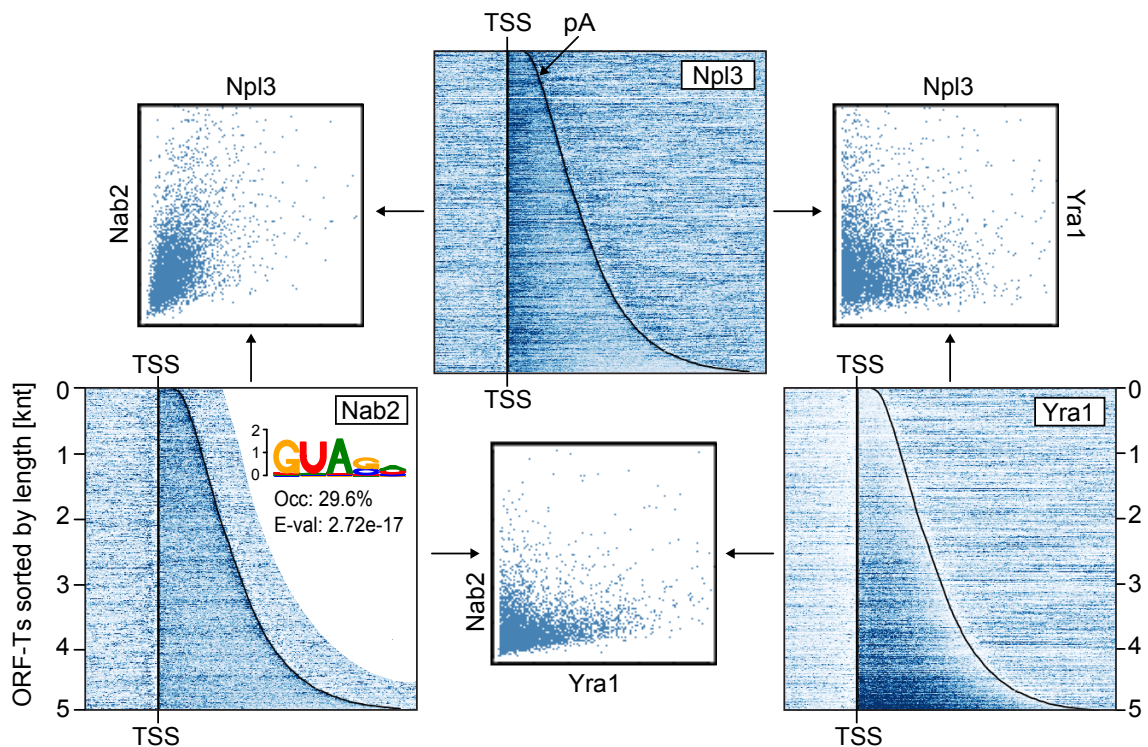 TSS
pA
Npl3
Npl3
Nab2
Npl3
Yra1
TSS
TSS
TSS
ORF-Ts sorted by length [knt]
0
1
2
3
4
5
Nab2
2
1
0
GUAGA
Occ: 29.6%
E-val: 2.72e-17
TSS
Nab2
Yra1
Yra1
0
1
2
3
4
5
TSS